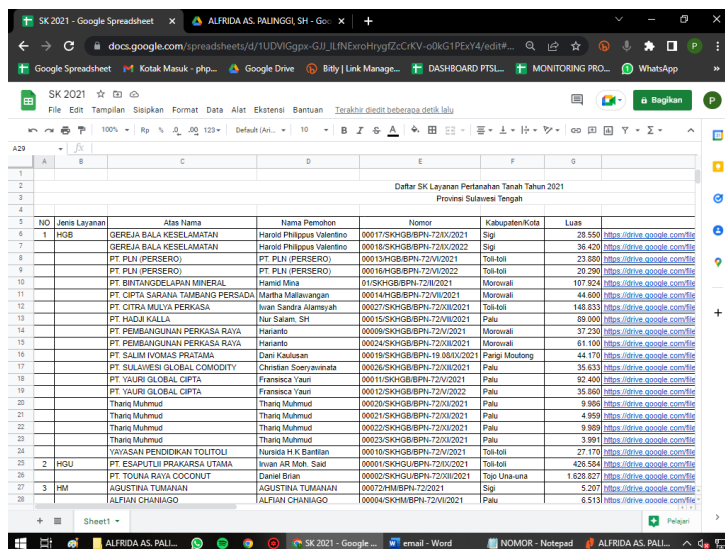 SK 2021 - Google Spreadsheet
ALFRIDA AS. PALINGGI, SH - Goo
docs.google.com/spreadsheets/d/
Google Spreadsheet Kotak Masuk - php... Google Drive Bitly | Link Manage... DASHBOARD PTSL... MONITORING PRO... WhatsApp
SK 2021
File Edit Tampilan Sisipkan Format Data Alat Ekstensi Bantuan Terakhir diedit beberapa detik lalu
Bagikan
100% Rp % .0 .00 123 Default (Ari... 10 B I S A
A29 fx
A B C D E F G
Daftar SK Layanan Pertanahan Tanah Tahun 2021
Provinsi Sulawesi Tengah
NO Jenis Layanan Atas Nama Nama Pemohon Nomor Kabupaten/Kota Luas
1 HGB GEREJA BALA KESELAMATAN Harold Philippus Valentino 00017/SKHGB/BPN-72/IX/2021 Sigi 28.550 https://drive.google.com/file
GEREJA BALA KESELAMATAN Harold Philippus Valentino 00018/SKHGB/BPN-72/IX/2022 Sigi 36.420 https://drive.google.com/file
PT. PLN (PERSERO) PT. PLN (PERSERO) 00013/HGB/BPN-72/VI/2021 Toli-toli 23.880 https://drive.google.com/file
PT. PLN (PERSERO) PT. PLN (PERSERO) 00016/HGB/BPN-72/VI/2022 Toli-toli 20.290 https://drive.google.com/file
PT. BINTANGDELAPAN MINERAL Hamid Mina 01/SKHGB/BPN-72/II/2021 Morowali 107.924 https://drive.google.com/file
PT. CIPTA SARANA TAMBANG PERSADA Martha Mallawangan 00014/HGB/BPN-72/VII/2021 Morowali 44.600 https://drive.google.com/file
PT. CITRA MULYA PERKASA Iwan Sandra Alamsyah 00027/SKHGB/BPN-72/XII/2021 Toli-toli 148.833 https://drive.google.com/file
PT. HADJI KALLA Nur Salam, SH 00015/SKHGB/BPN-72/VII/2021 Palu 89.000 https://drive.google.com/file
PT. PEMBANGUNAN PERKASA RAYA Harianto 00009/SKHGB/BPN-72/V/2021 Morowali 37.230 https://drive.google.com/file
PT. PEMBANGUNAN PERKASA RAYA Harianto 00024/SKHGB/BPN-72/XII/2021 Morowali 61.100 https://drive.google.com/file
PT. SALIM IVOMAS PRATAMA Dani Kaulusan 00019/SKHGB/BPN-19.08/IX/2021 Parigi Moutong 44.170 https://drive.google.com/file
PT. SULAWESI GLOBAL COMODITY Christian Soeryawinata 00026/SKHGB/BPN-72/XII/2021 Palu 35.633 https://drive.google.com/file
PT. YAURI GLOBAL CIPTA Fransisca Yauri 00011/SKHGB/BPN-72/V/2021 Palu 92.400 https://drive.google.com/file
PT. YAURI GLOBAL CIPTA Fransisca Yauri 00012/SKHGB/BPN-72/V/2022 Palu 35.860 https://drive.google.com/file
Thariq Muhmud Thariq Muhmud 00020/SKHGB/BPN-72/XI/2021 Palu 9.986 https://drive.google.com/file
Thariq Muhmud Thariq Muhmud 00021/SKHGB/BPN-72/XI/2021 Palu 4.959 https://drive.google.com/file
Thariq Muhmud Thariq Muhmud 00022/SKHGB/BPN-72/XI/2021 Palu 9.989 https://drive.google.com/file
Thariq Muhmud Thariq Muhmud 00023/SKHGB/BPN-72/XI/2021 Palu 3.991 https://drive.google.com/file
YAYASAN PENDIDIKAN TOLITOLI Nursida H.K Bantilan 00010/SKHGB/BPN-72/V/2021 Toli-toli 27.170 https://drive.google.com/file
2 HGU PT. ESAPUTLII PRAKARSA UTAMA Irwan AR Moh. Said 00001/SKHGU/BPN-72/IX/2021 Toli-toli 426.584 https://drive.google.com/file
PT. TOUNA RAYA COCONUT Daniel Brian 00002/SKHGU/BPN-72/XII/2021 Tojo Una-una 1.628.827 https://drive.google.com/file
3 HM AGUSTINA TUMANAN AGUSTINA TUMANAN 00072/HM/BPN-72/2021 Sigi 5.207 https://drive.google.com/file
ALFIAN CHANIAGO ALFIAN CHANIAGO 00004/SKHM/BPN-72/VI/2021 Palu 6.513 https://drive.google.com/file
Sheet1 Pelajari
ALFRIDA AS. PALI... SK 2021 - Google ... email - Word NOMOR - Notepad ALFRIDA AS. PALI...